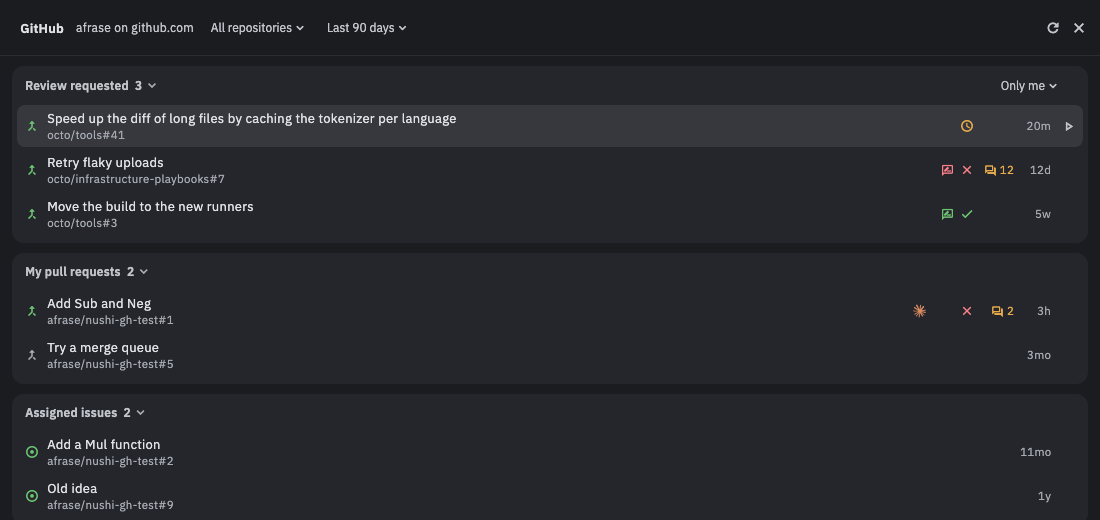 GitHub afrase on github.com All repositories Last 90 days
Review requested 3 Only me
Speed up the diff of long files by caching the tokenizer per language
octo/tools#41 20m
Retry flaky uploads
octo/infrastructure-playbooks#7 12 12d
Move the build to the new runners
octo/tools#3 5w
My pull requests 2
Add Sub and Neg
afrase/nushi-gh-test#1 2 3h
Try a merge queue
afrase/nushi-gh-test#5 3mo
Assigned issues 2
Add a Mul function
afrase/nushi-gh-test#2 11mo
Old idea
afrase/nushi-gh-test#9 1y